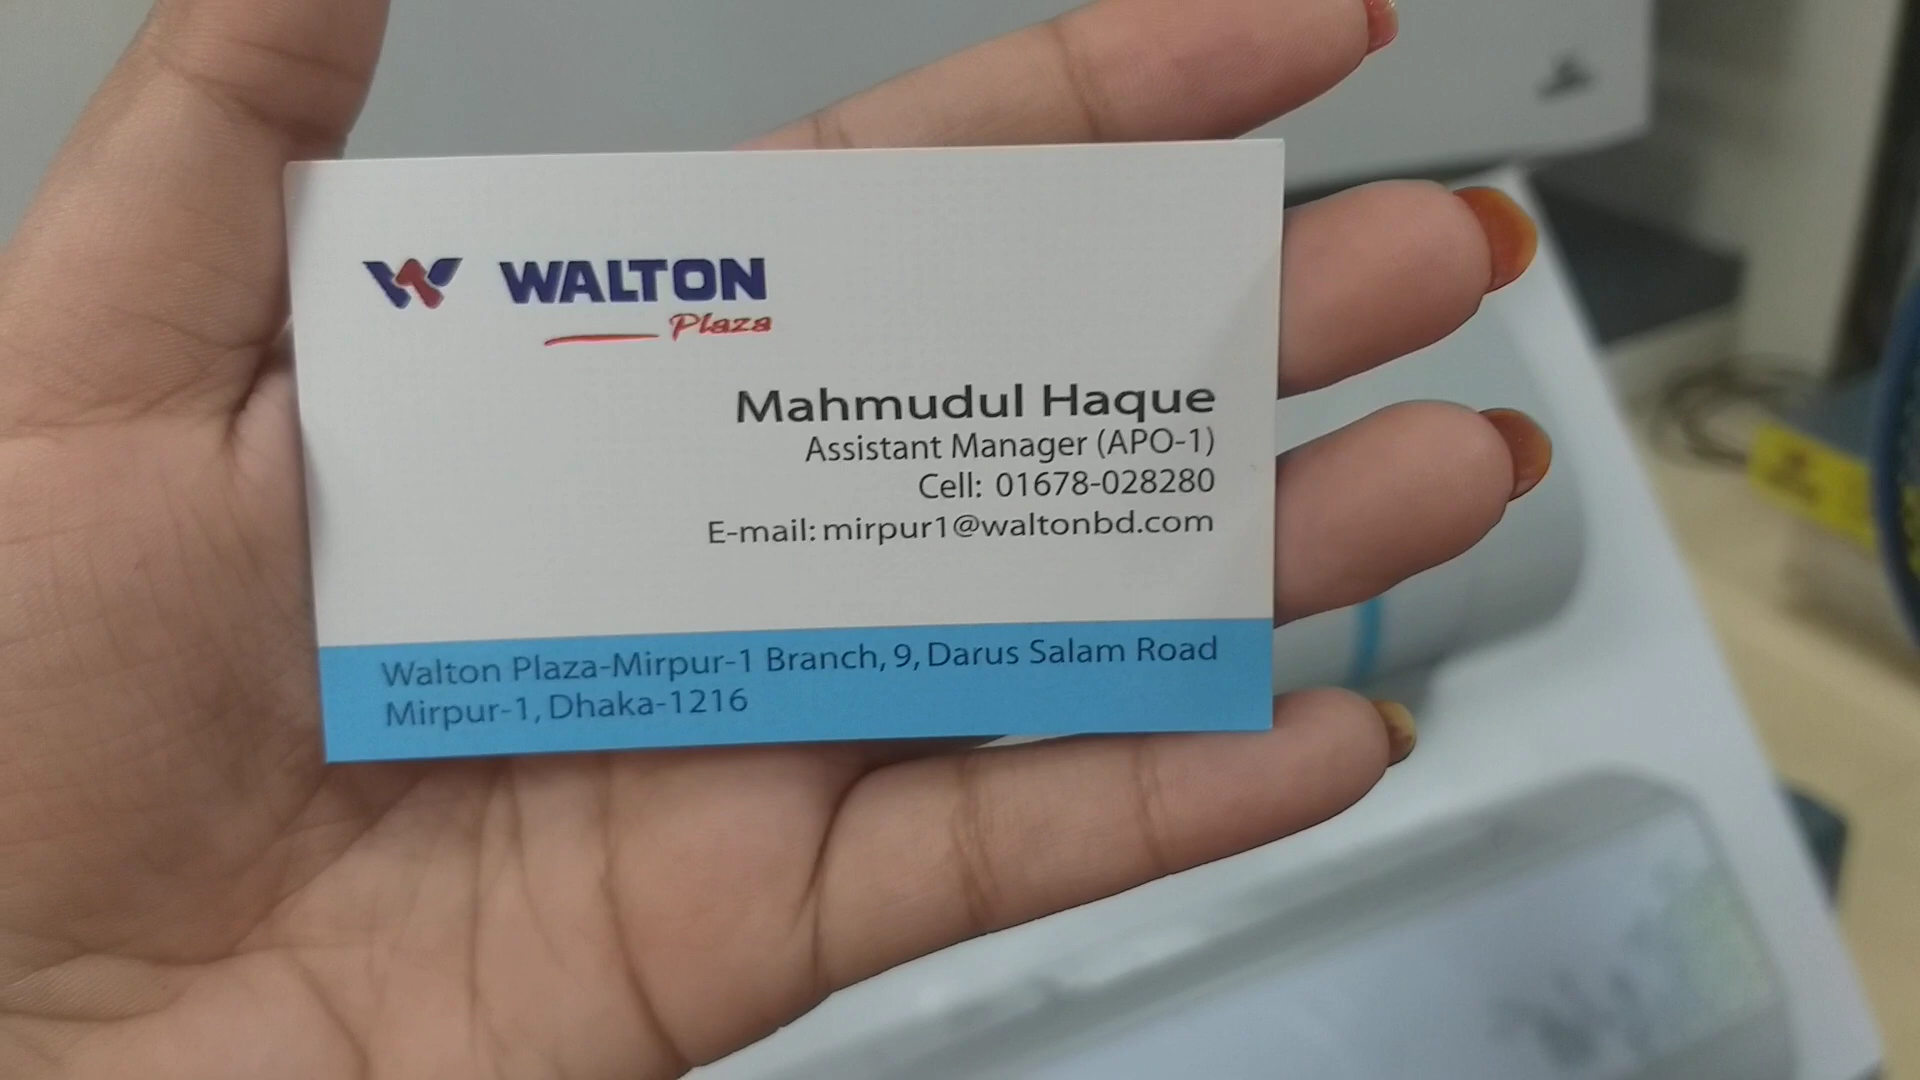 WALTON
Plaza
Mahmudul Haque
Assistant Manager (APO-1)
Cell: 01678-028280
E-mail: mirpur1@waltonbd.com
Walton Plaza-Mirpur-1 Branch, 9, Darus Salam Road
Mirpur-1, Dhaka-1216